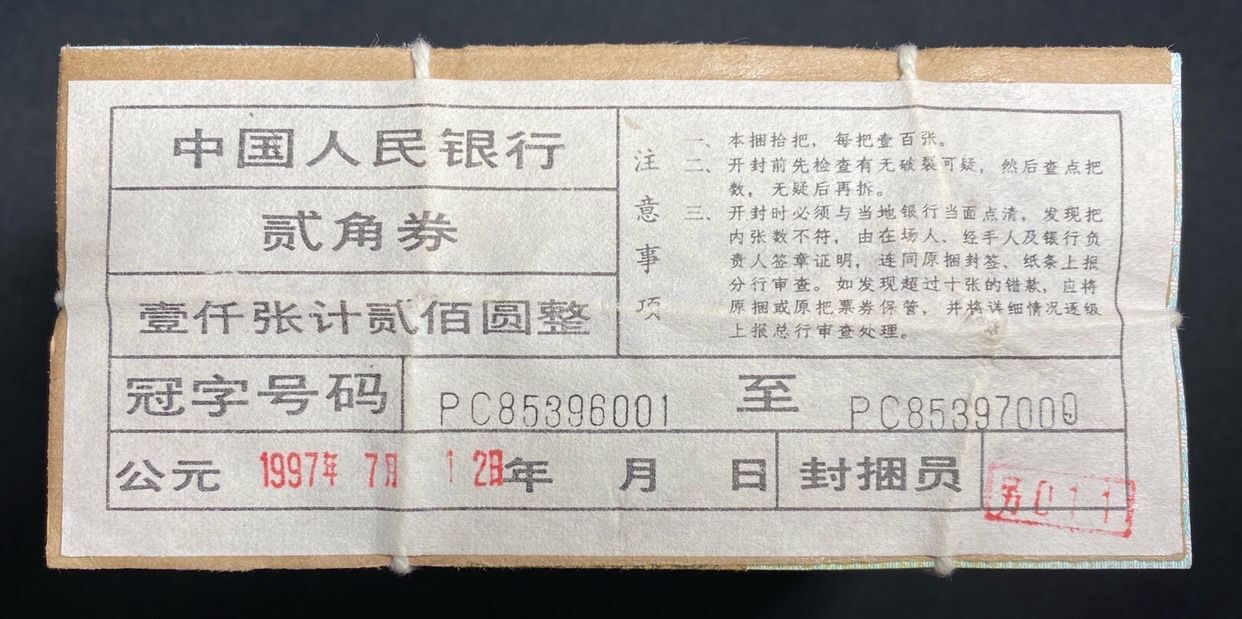 中国人民银行
贰角券
壹仟张计贰佰圆整
注意事项
一、本捆拾把，每把壹百张。
二、开封前先检查有无破裂可疑，然后查点把
数，无疑后再拆。
三、开封时必须与当地银行当面点清，发现把
内张数不符，由在场人、经手人及银行负
责人签章证明，连同原捆封签、纸条上报
分行审查。如发现超过十张的错款，应将
原捆或原把票券保管，并将详细情况逐级
上报总行审查处理。
冠字号码 PC85396001 至 PC85397000
公元 1997年 7月 12日年 月 日 封捆员 011